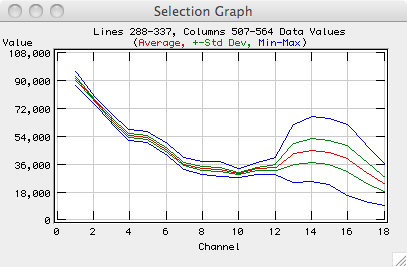 Selection Graph
Lines 288-337, Columns 507-564 Data Values
(Average, +-Std Dev, Min-Max)
Value
108,000
90,000
72,000
54,000
36,000
18,000
0
0 2 4 6 8 10 12 14 16 18
Channel